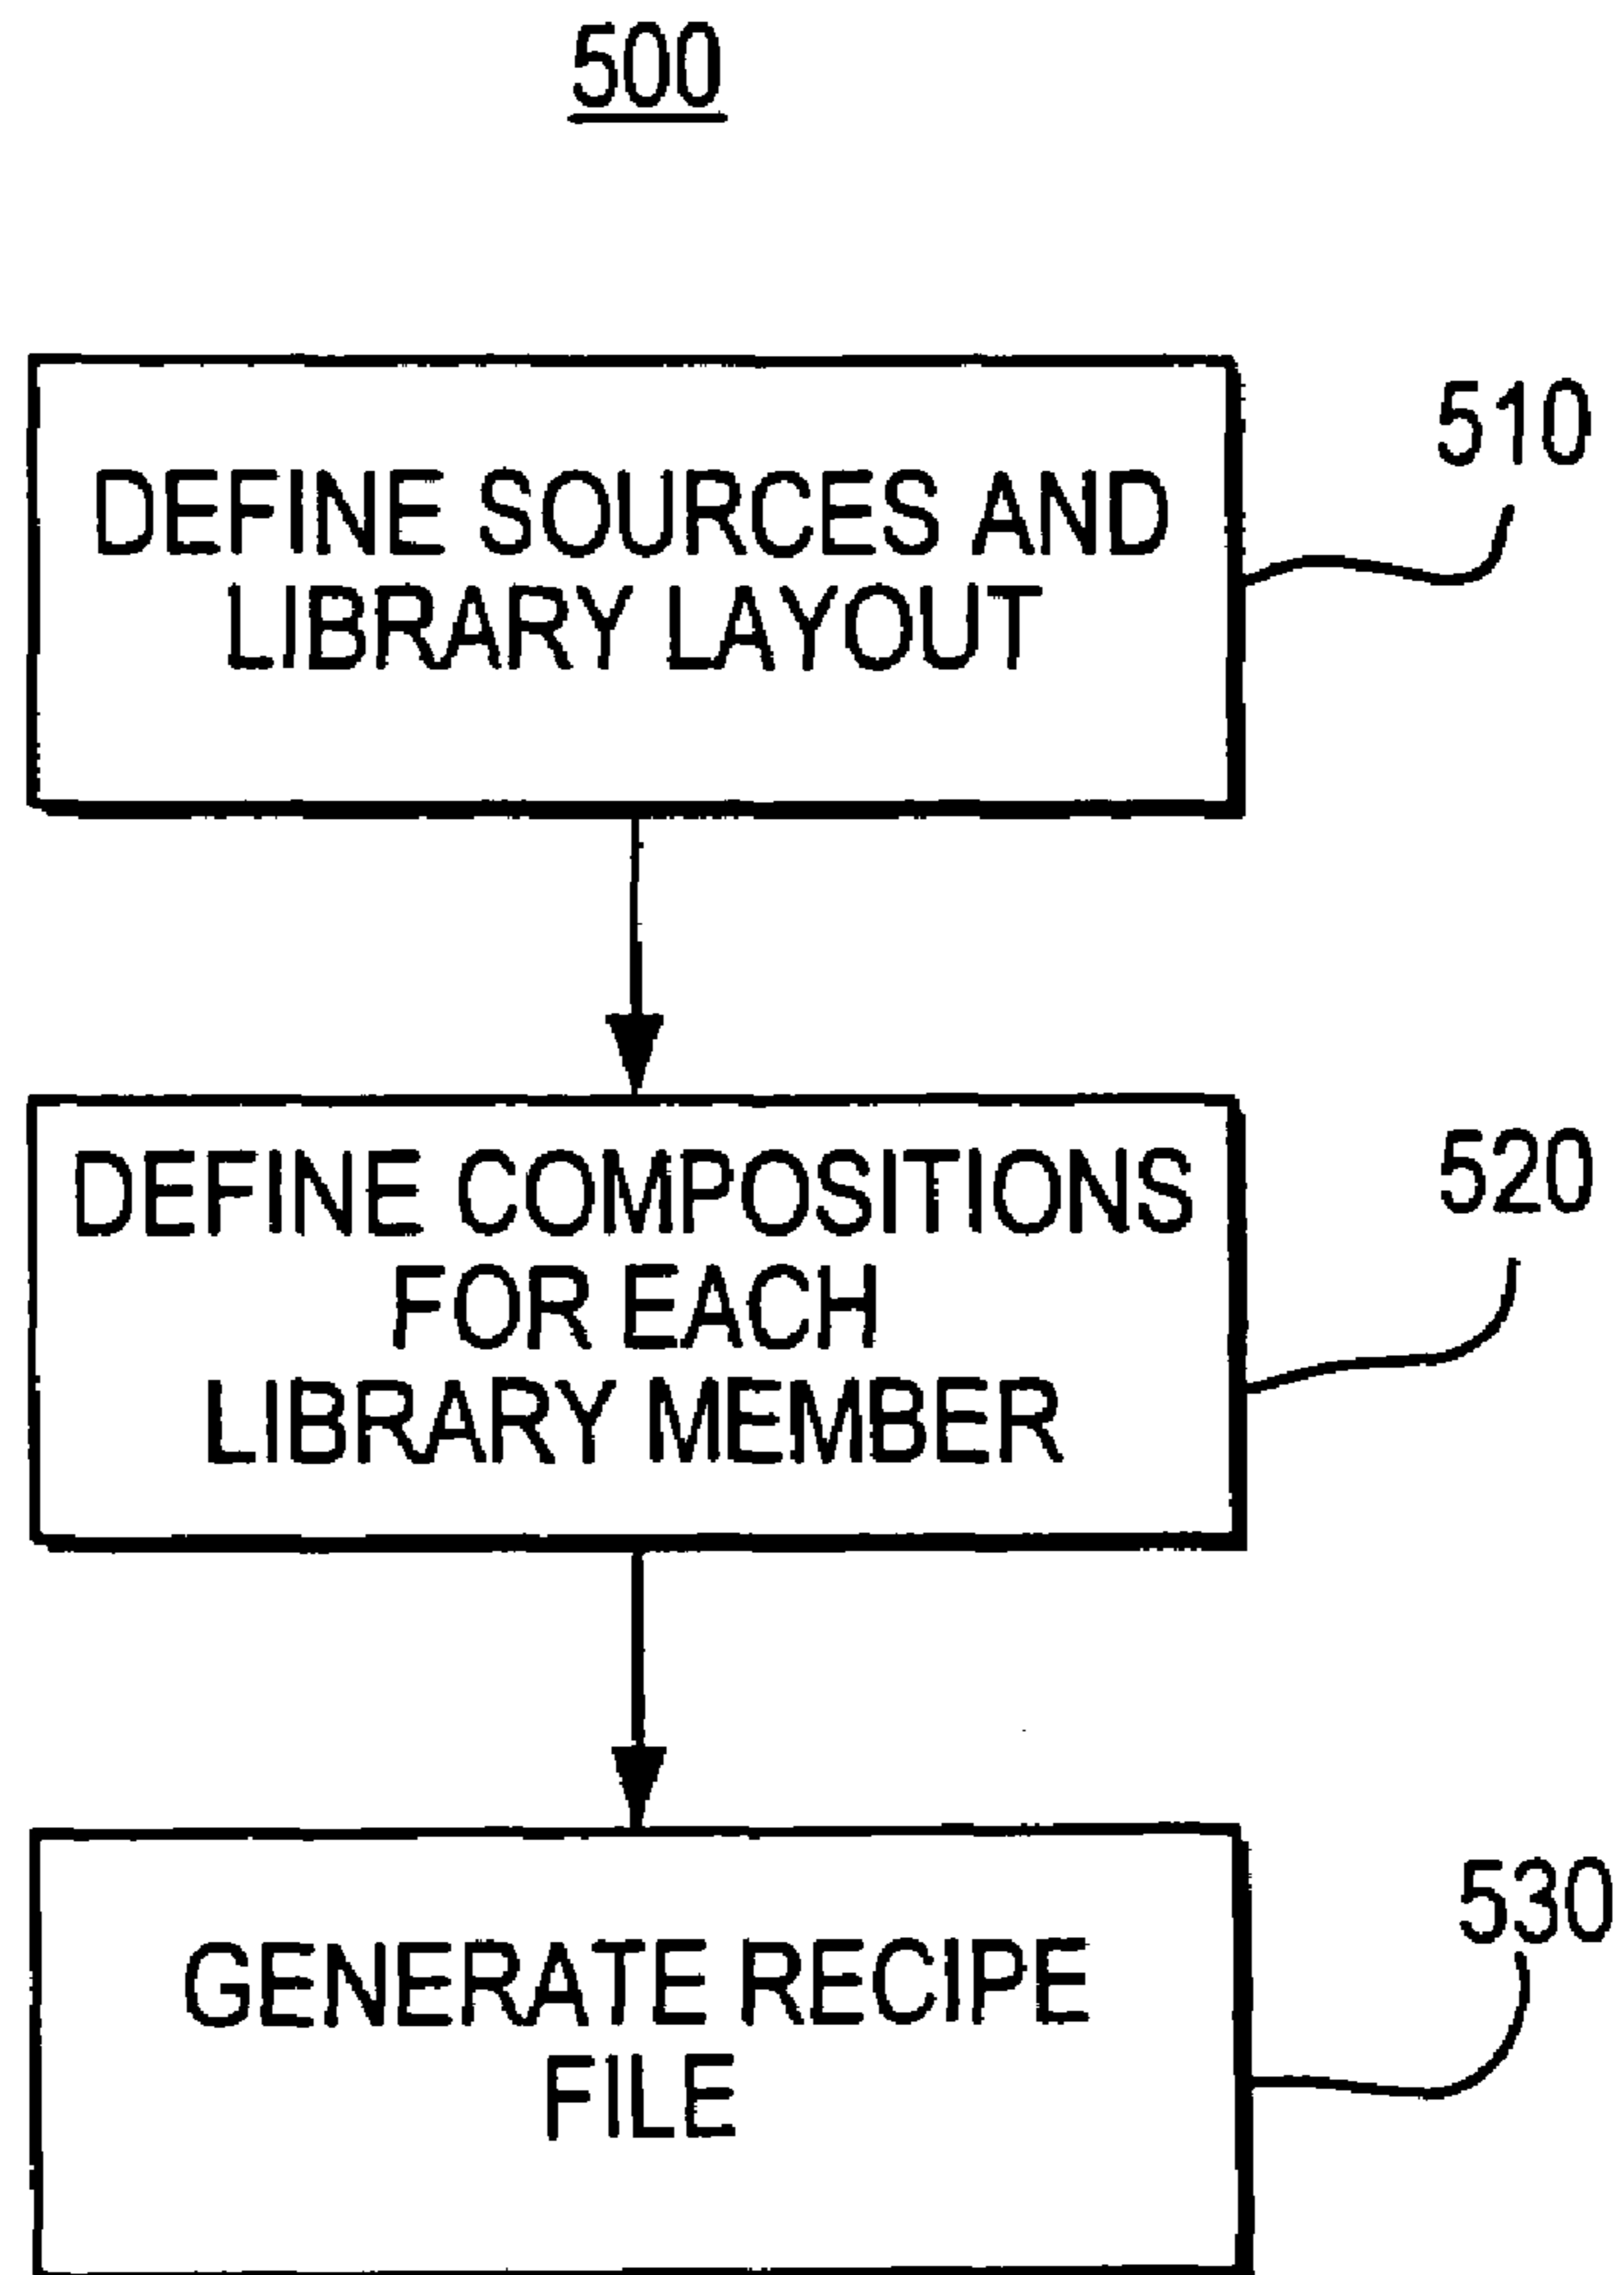 500
DEFINE SOURCES AND
LIBRARY LAYOUT
510
DEFINE COMPOSITIONS
FOR EACH
LIBRARY MEMBER
520
GENERATE RECIPE
FILE
530